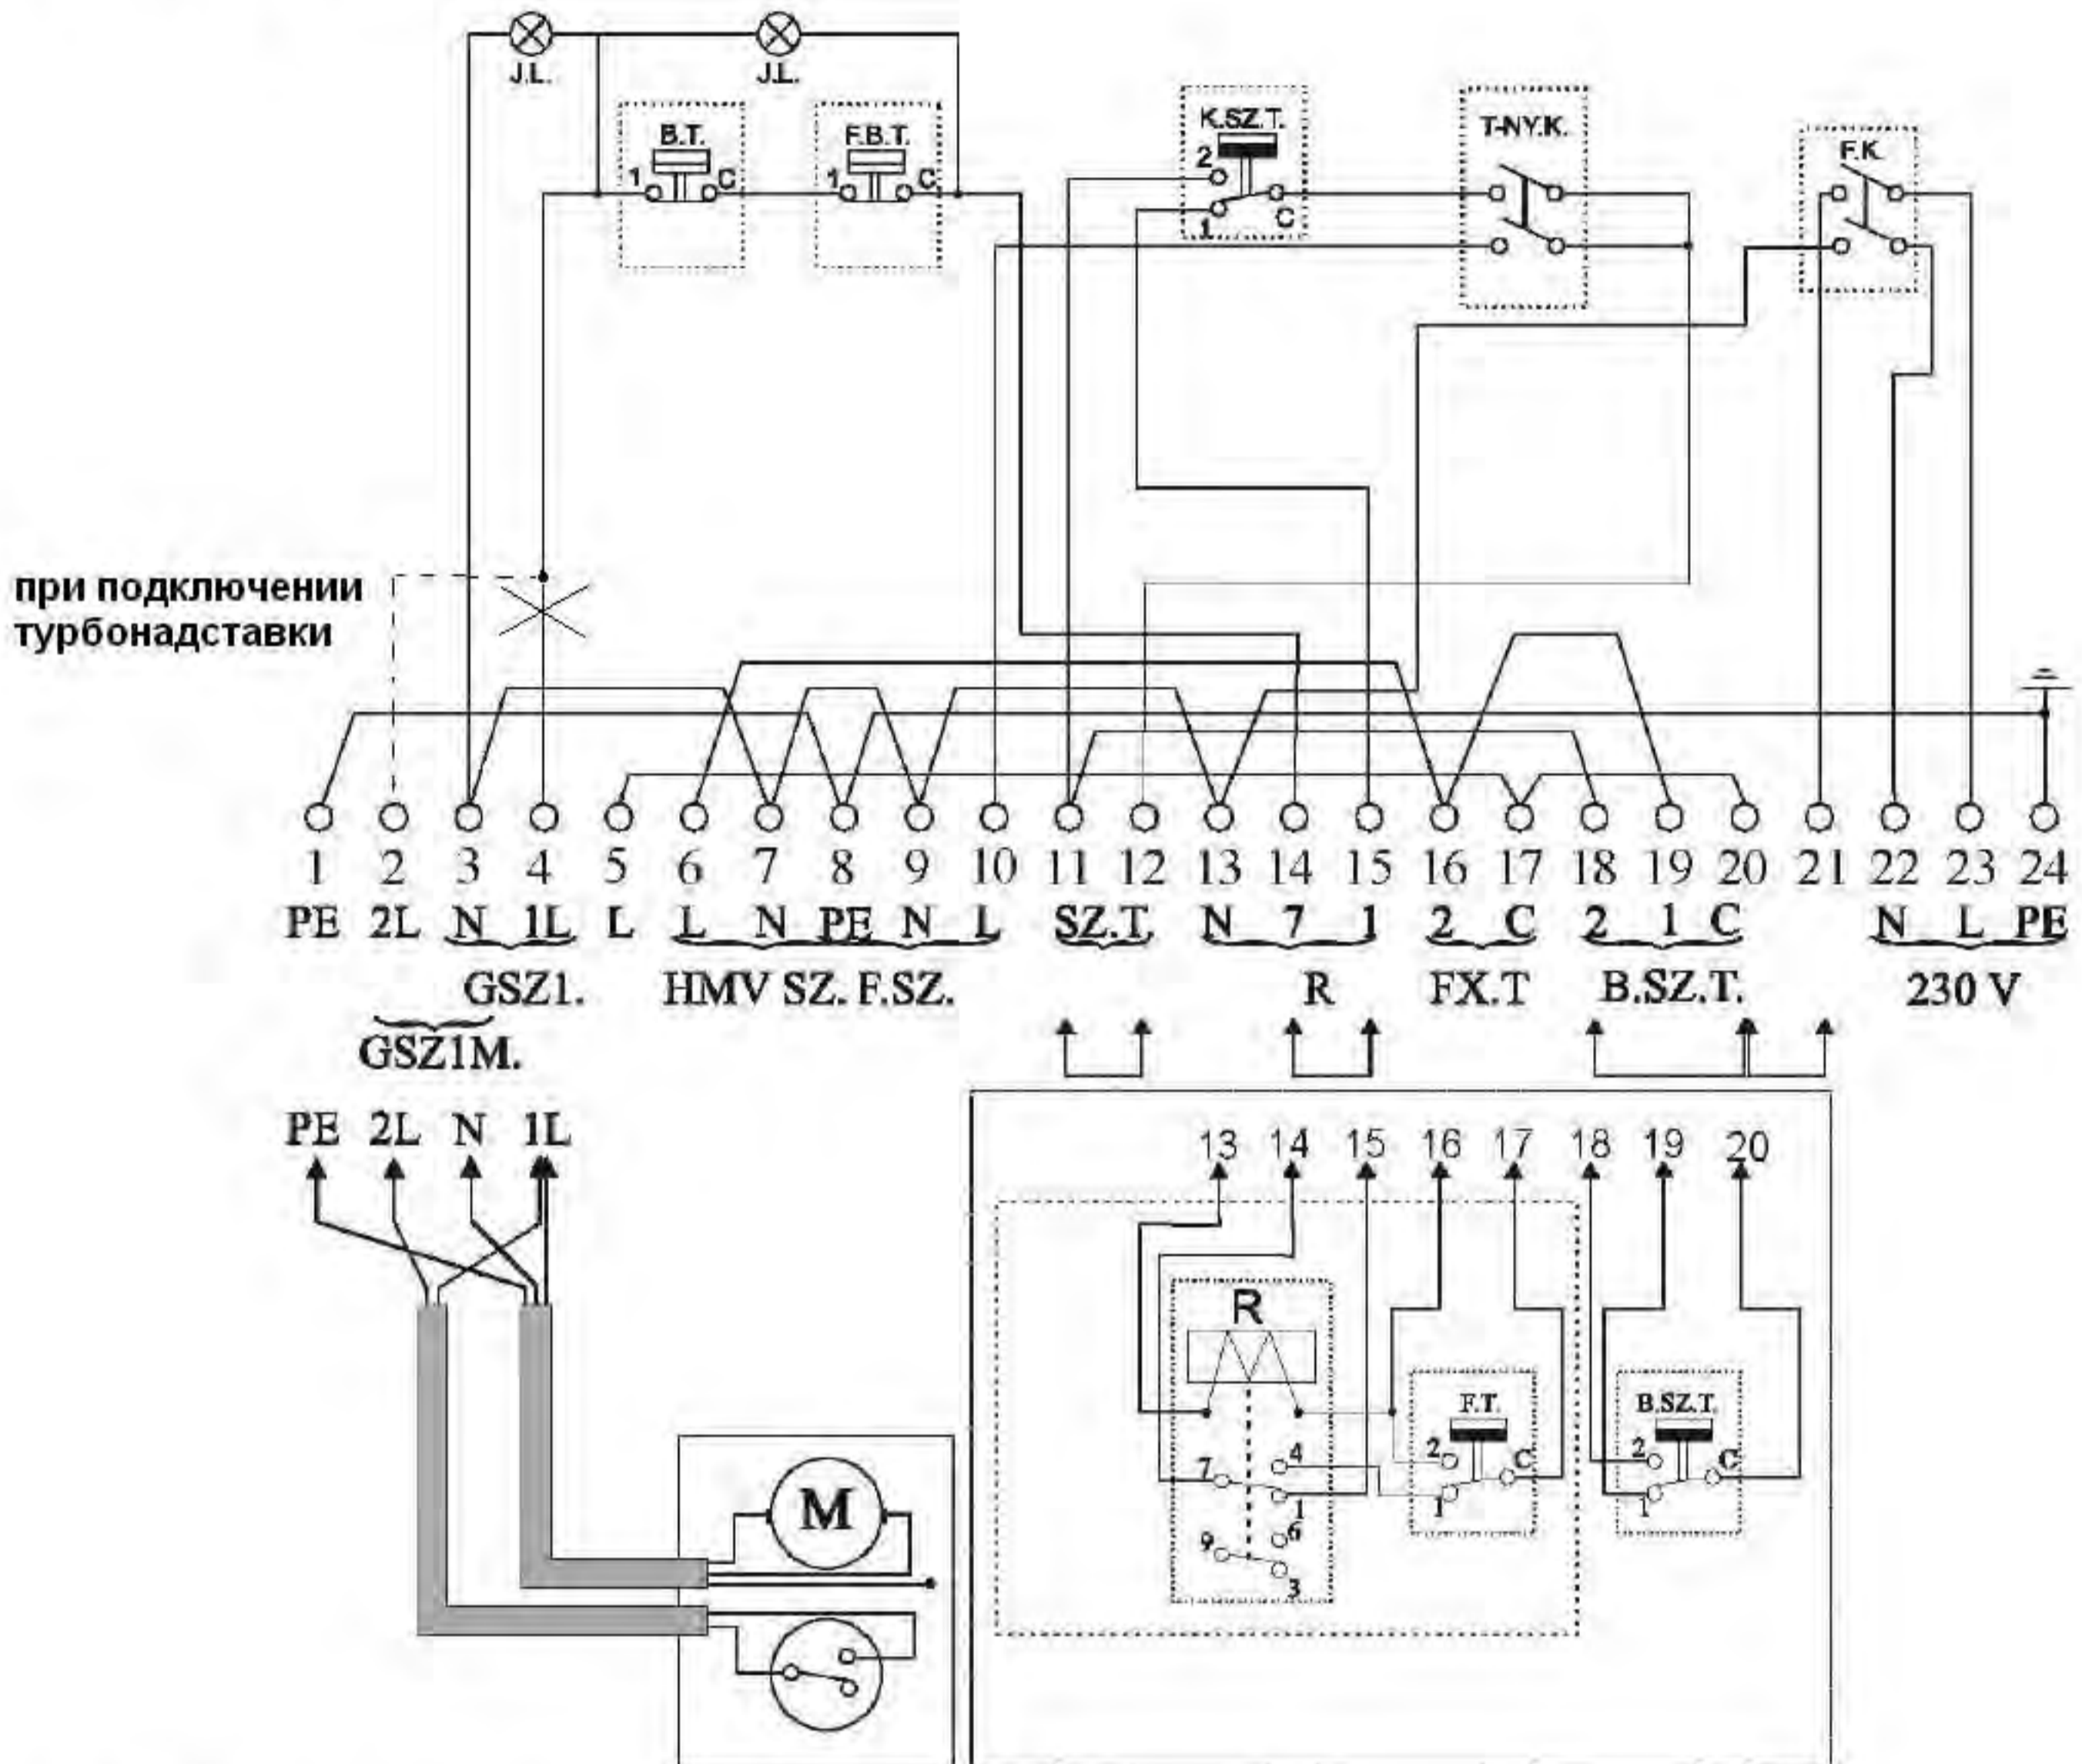 J.L. J.L.
B.T. F.B.T. K.SZ.T. T-NY.K. F.K.
1 C 1 C 2 1 C
при подключении
турбонадставки
1 2 3 4 5 6 7 8 9 10 11 12 13 14 15 16 17 18 19 20 21 22 23 24
PE 2L N 1L L L N PE N L SZ.T. N 7 1 2 C 2 1 C N L PE
GSZ1. HMV SZ. F.SZ. R FX.T B.SZ.T. 230 V
GSZ1M.
PE 2L N 1L
13 14 15 16 17 18 19 20
R
F.T. B.SZ.T.
7 4 2 C 2 C
1 1 1
9 6
3
M